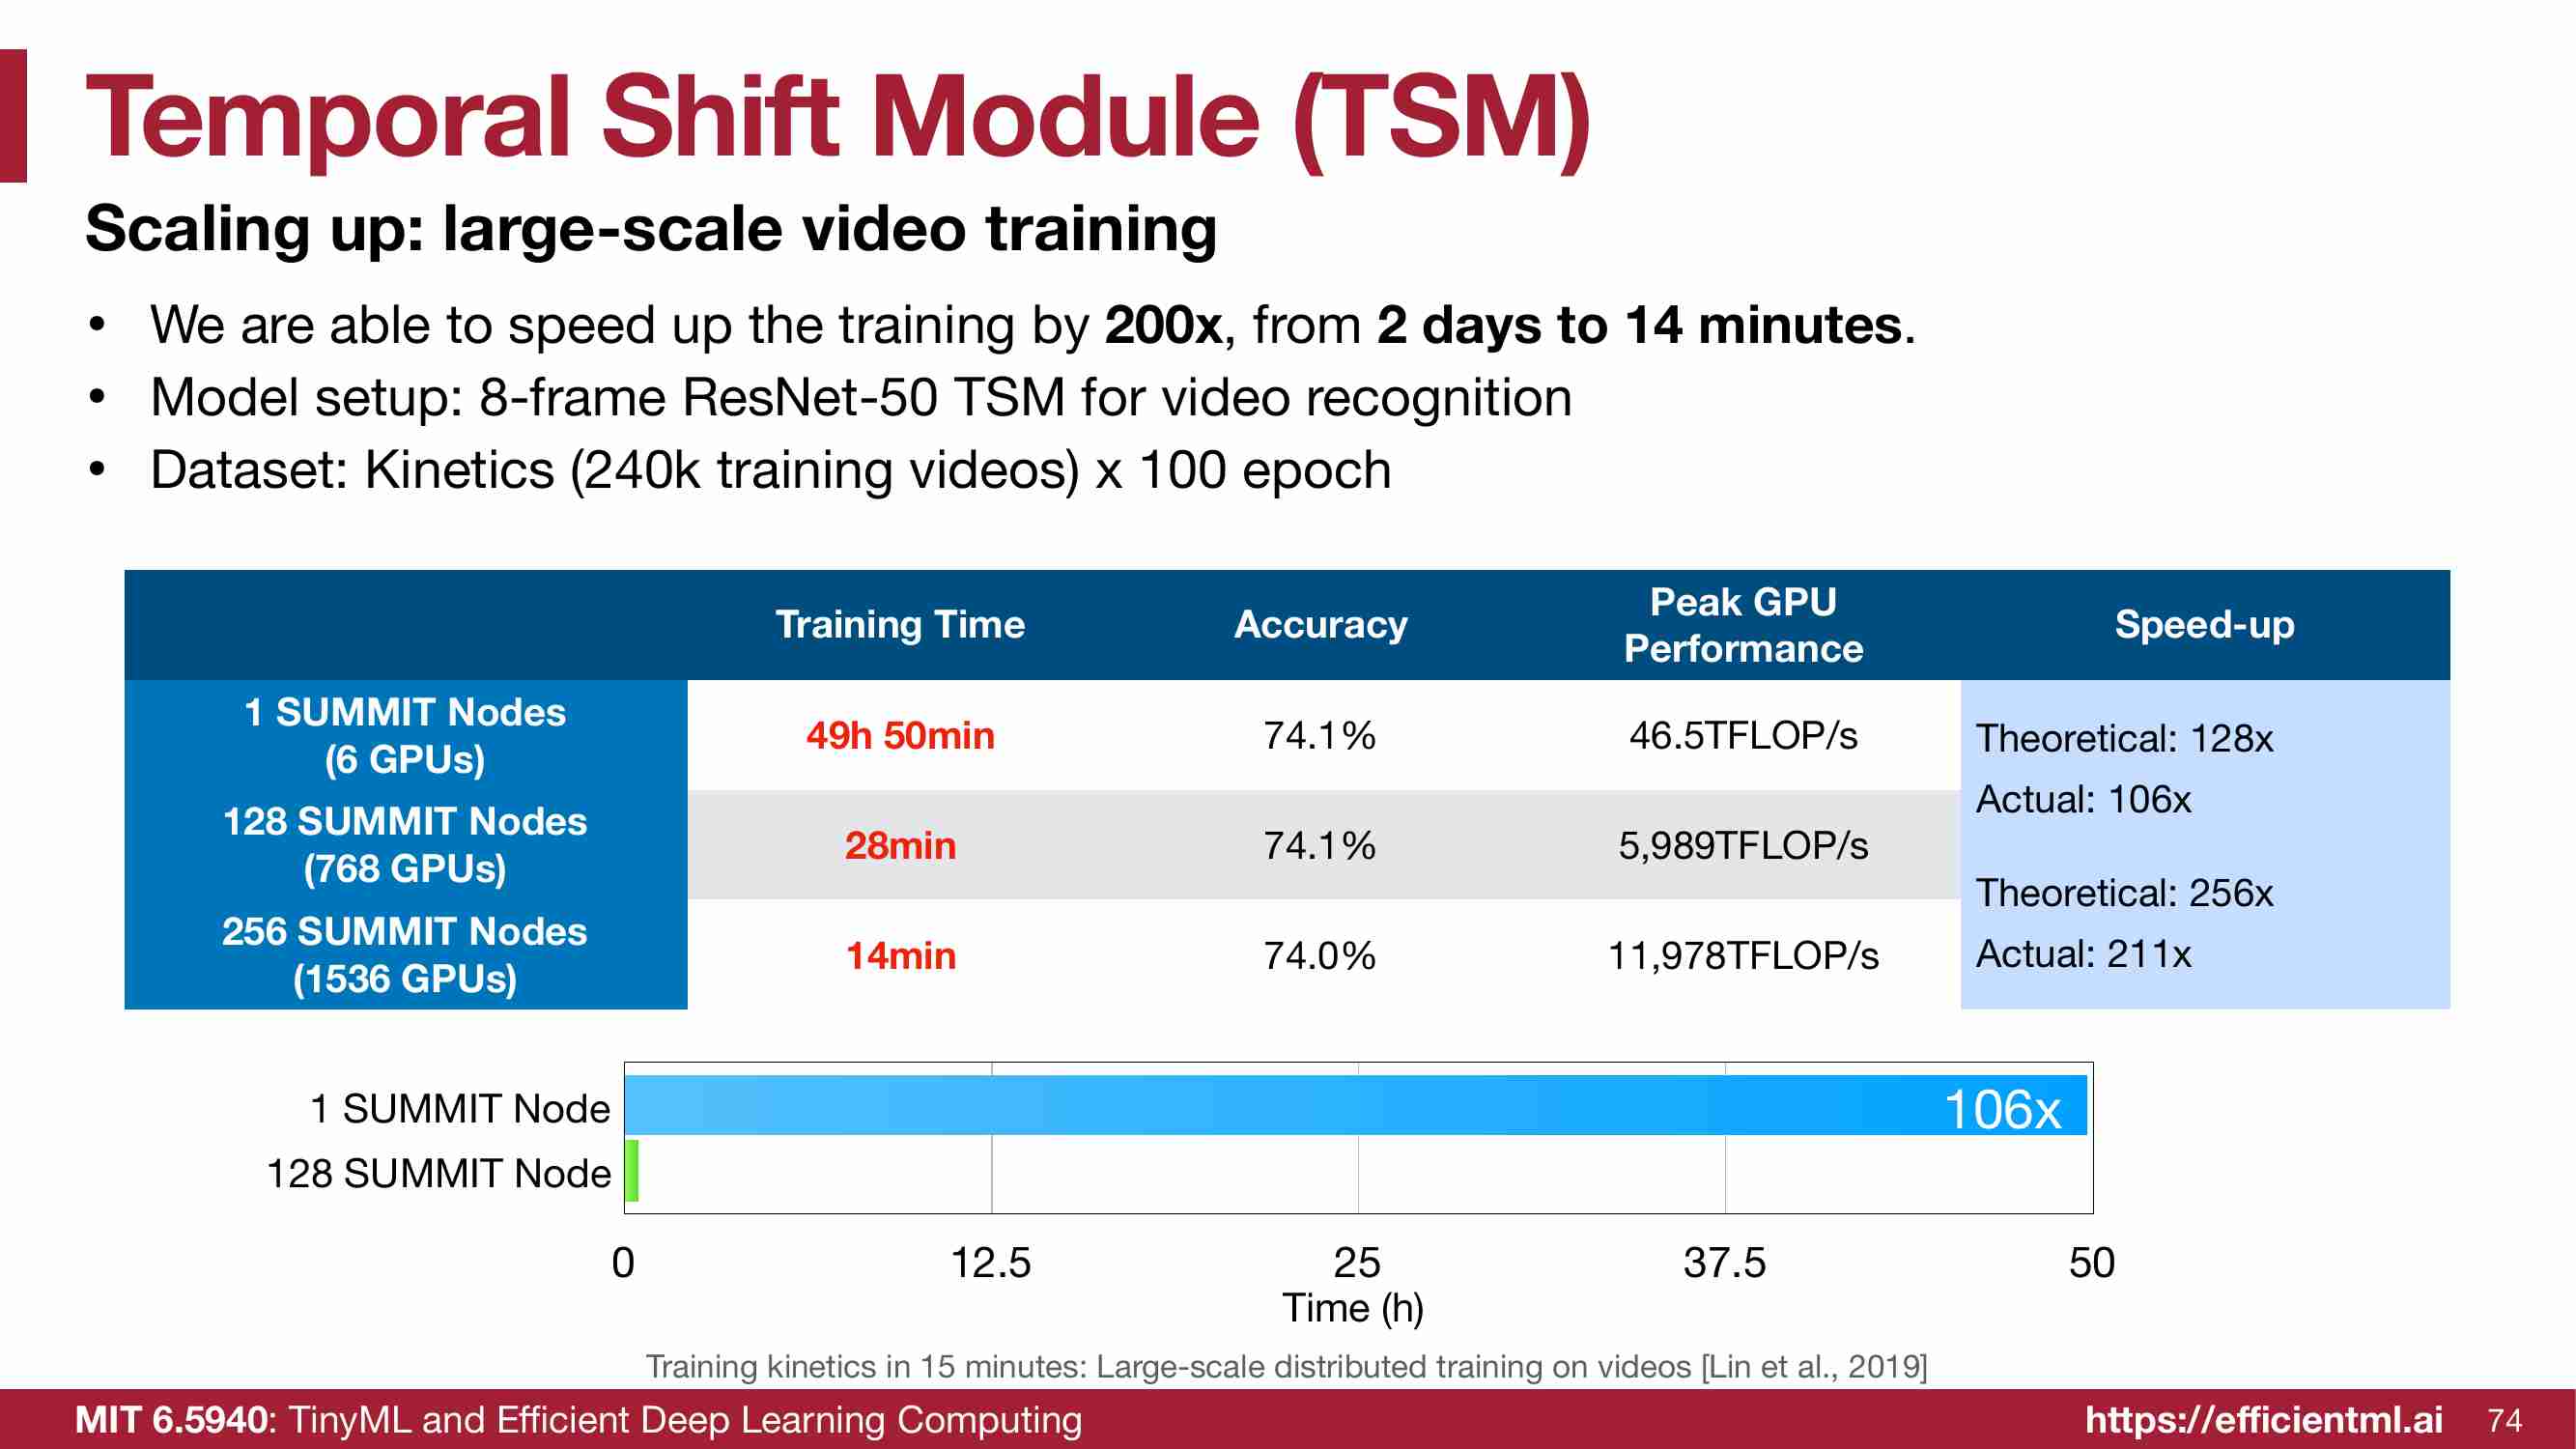 Temporal Shift Module (TSM)
Scaling up: large-scale video training
• We are able to speed up the training by 200x, from 2 days to 14 minutes.
• Model setup: 8-frame ResNet-50 TSM for video recognition
• Dataset: Kinetics (240k training videos) x 100 epoch
Training Time
Accuracy
Peak GPU
Performance
Speed-up
1 SUMMIT Nodes
(6 GPUs)
49h 50min
74.1%
46.5TFLOP/s
Theoretical: 128x
Actual: 106x
128 SUMMIT Nodes
(768 GPUs)
28min
74.1%
5,989TFLOP/s
Theoretical: 256x
Actual: 211x
256 SUMMIT Nodes
(1536 GPUs)
14min
74.0%
11,978TFLOP/s
1 SUMMIT Node
106x
128 SUMMIT Node
0
12.5
25
37.5
50
Time (h)
Training kinetics in 15 minutes: Large-scale distributed training on videos [Lin et al., 2019]
MIT 6.5940: TinyML and Efficient Deep Learning Computing
https://efficientml.ai
74